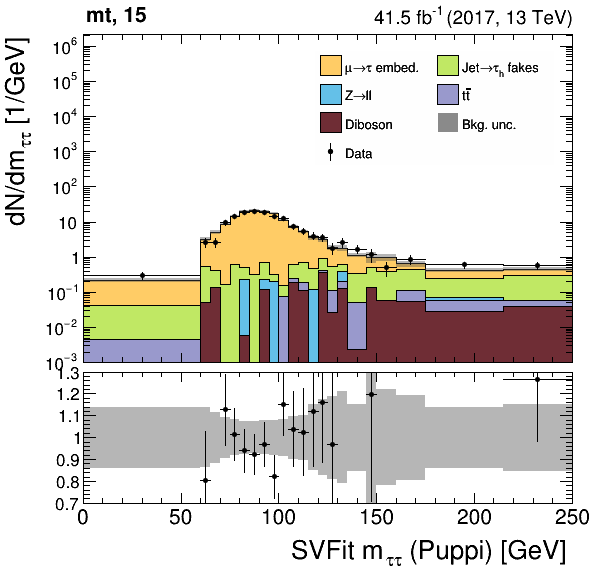 mt, 15
41.5 fb⁻¹ (2017, 13 TeV)
dN/dm_ττ [1/GeV]
10⁶
10⁵
10⁴
10³
10²
10
1
10⁻¹
10⁻²
10⁻³
μ→τ embed.
Jet→τ_h fakes
Z→ll
tt̅
Diboson
Bkg. unc.
Data
1.3
1.2
1.1
1
0.9
0.8
0.7
0 50 100 150 200 250
SVFit m_ττ (Puppi) [GeV]